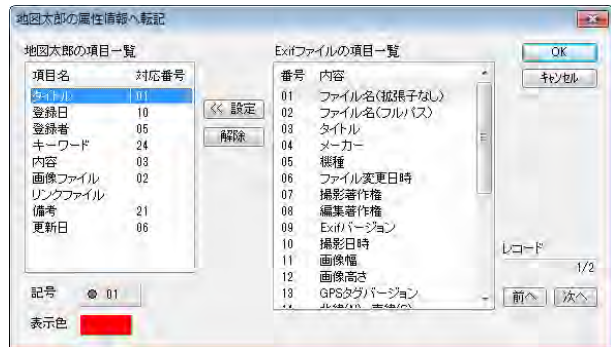 地図太郎の属性情報へ転記
地図太郎の項目一覧
項目名 対応番号
タイトル 01
登録日 10
登録者 05
キーワード 24
内容 03
画像ファイル 02
リンクファイル
備考 21
更新日 06
記号 01
表示色
<< 設定
解除
Exifファイルの項目一覧
番号 内容
01 ファイル名(拡張子なし)
02 ファイル名(フルパス)
03 タイトル
04 メーカー
05 機種
06 ファイル変更日時
07 撮影著作権
08 編集著作権
09 Exifバージョン
10 撮影日時
11 画像幅
12 画像高さ
13 GPSタグバージョン
14 北緯(N)_南緯(S)
OK
キャンセル
レコード
1/2
前へ 次へ